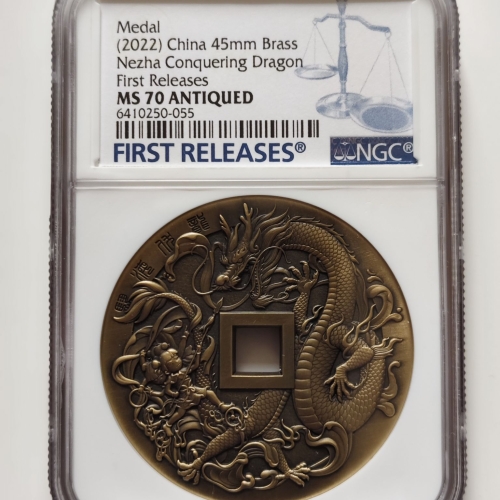 Medal
(2022) China 45mm Brass
Nezha Conquering Dragon
First Releases
MS 70 ANTIQUED
6410250-055
FIRST RELEASES®
NGC®